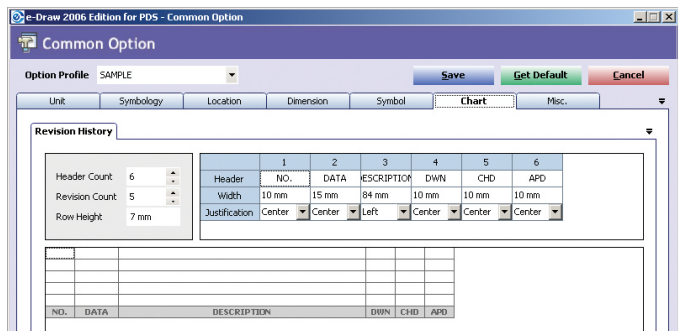 e-Draw 2006 Edition for PDS - Common Option
Common Option
Option Profile SAMPLE Save Get Default Cancel
Unit Symbology Location Dimension Symbol Chart Misc.
Revision History
Header Count 6
Revision Count 5
Row Height 7 mm
1 2 3 4 5 6
Header NO. DATA ESCRIPTION DWN CHD APD
Width 10 mm 15 mm 84 mm 10 mm 10 mm 10 mm
Justification Center Center Left Center Center Center
NO. DATA DESCRIPTION DWN CHD APD